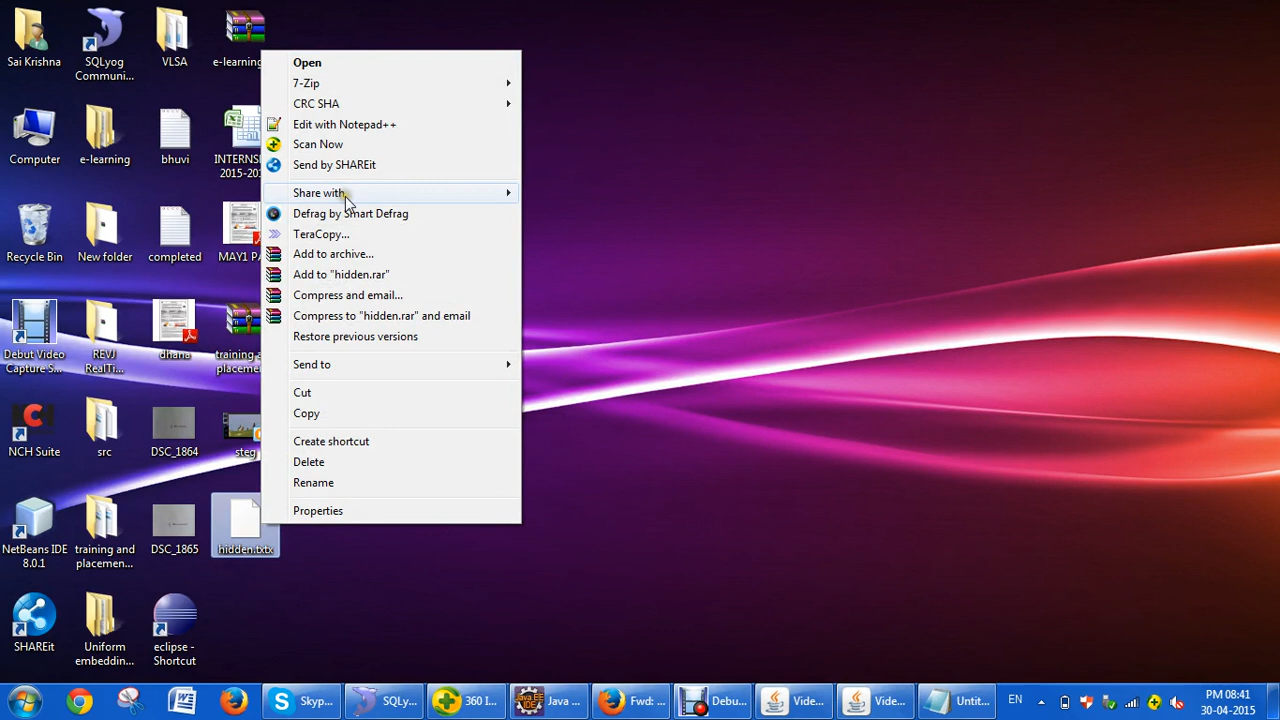 Sai Krishna
SQLyog
Communi...
VLSA
e-learning
Computer
e-learning
bhuvi
INTERNS
2015-20
Recycle Bin
New folder
completed
MAY1 PA
Debut Video
Capture S...
REVJ
RealTi...
dhana
training a
placemen
NCH Suite
src
DSC_1864
steg
NetBeans IDE
8.0.1
training and
placemen...
DSC_1865
hidden.txtx
SHAREit
Uniform
embeddin...
eclipse -
Shortcut
Open
7-Zip
CRC SHA
Edit with Notepad++
Scan Now
Send by SHAREit
Share with
Defrag by Smart Defrag
TeraCopy...
Add to archive...
Add to "hidden.rar"
Compress and email...
Compress to "hidden.rar" and email
Restore previous versions
Send to
Cut
Copy
Create shortcut
Delete
Rename
Properties
Skyp...
SQLy...
360 I...
Java ...
Fwd: ...
Debu...
Vide...
Vide...
Untit...
EN
PM 08:41
30-04-2015